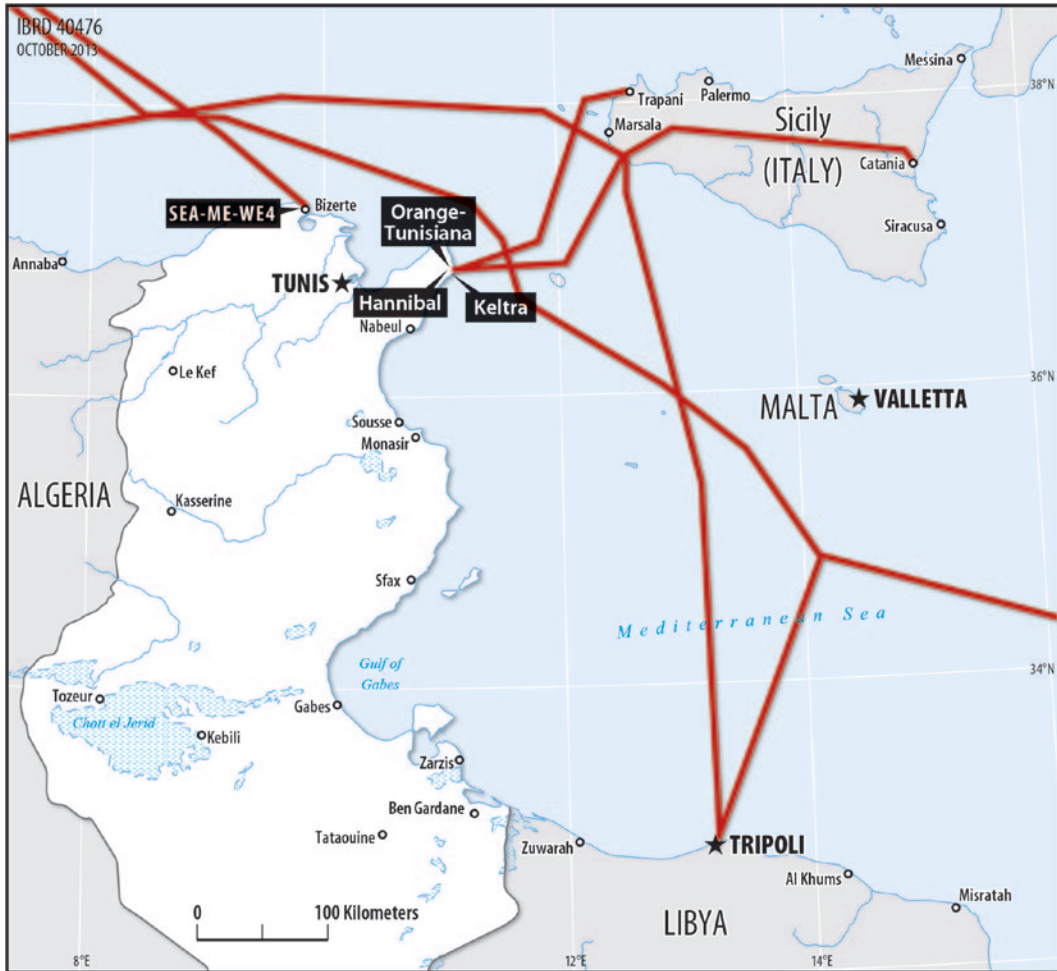 IBRD 40476
OCTOBER 2013
Messina
38°N
Trapani
Palermo
Marsala
Sicily
(ITALY)
Catania
SEA-ME-WE4
Bizerte
Orange-
Tunisiana
Siracusa
Annaba
TUNIS
Hannibal
Keltra
Nabeul
Le Kef
36°N
MALTA
VALLETTA
Sousse
Monasir
ALGERIA
Kasserine
Sfax
Mediterranean Sea
Gulf of
Gabes
34°N
Tozeur
Chott el Jerid
Gabes
Kebili
Zarzis
Ben Gardane
Tataouine
Zuwarah
TRIPOLI
Al Khums
Misratah
0
100 Kilometers
LIBYA
8°E
12°E
14°E